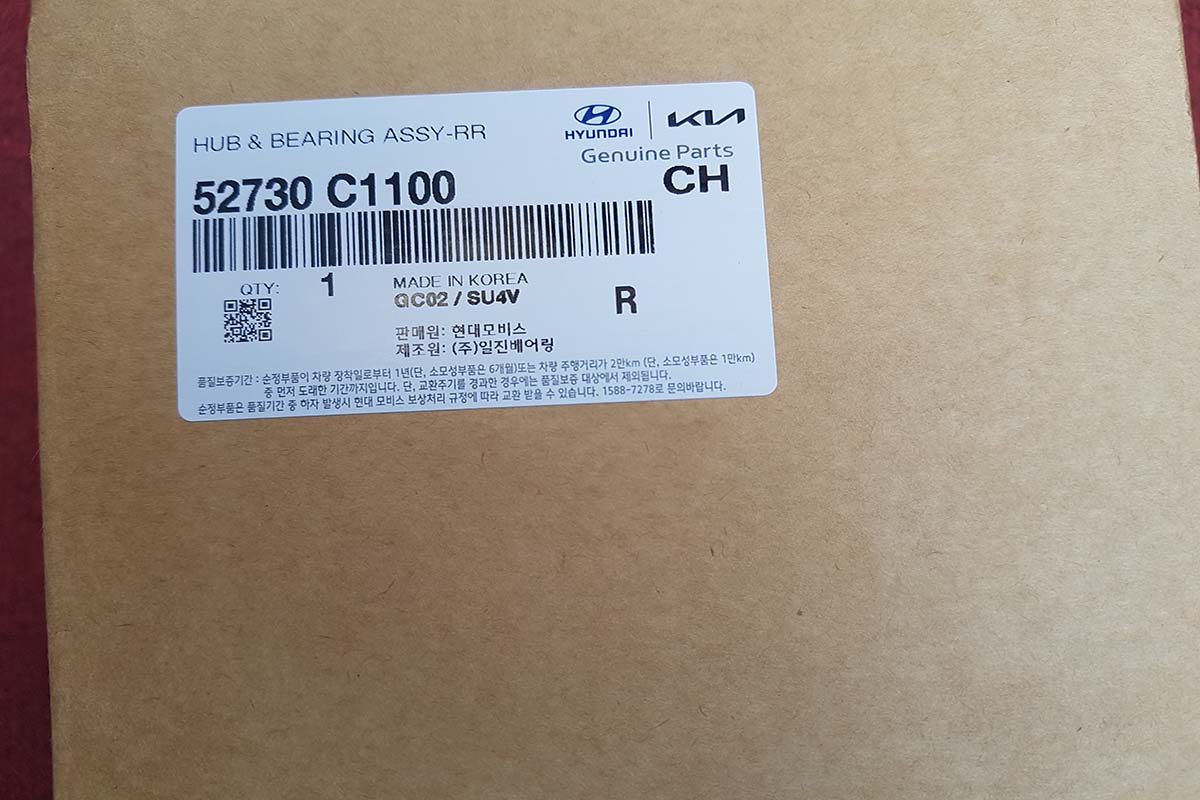 HUB & BEARING ASSY-RR
HYUNDAI KIA
Genuine Parts
52730 C1100
CH
QTY: 1
MADE IN KOREA
GC02 / SU4V
R
판매원: 현대모비스
제조원: (주)일진베어링
품질보증기간 : 순정부품이 차량 장착일로부터 1년(단, 소모성부품은 6개월)또는 차량 주행거리가 2만km (단, 소모성부품은 1만km)
중 먼저 도래한 기간까지입니다. 단, 교환주기를 경과한 경우에는 품질보증 대상에서 제외됩니다.
순정부품은 품질기간 중 하자 발생시 현대 모비스 보상처리 규정에 따라 교환 받을 수 있습니다. 1588-7278로 문의바랍니다.